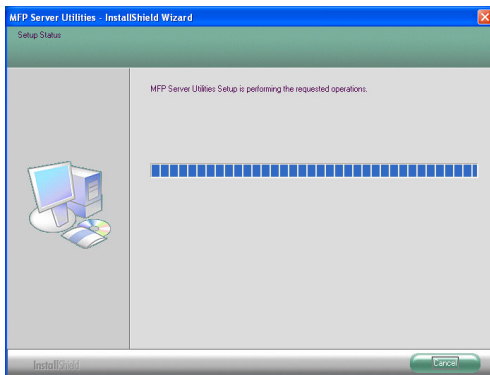 MFP Server Utilities - InstallShield Wizard
Setup Status
MFP Server Utilities Setup is performing the requested operations.
InstallShield
Cancel